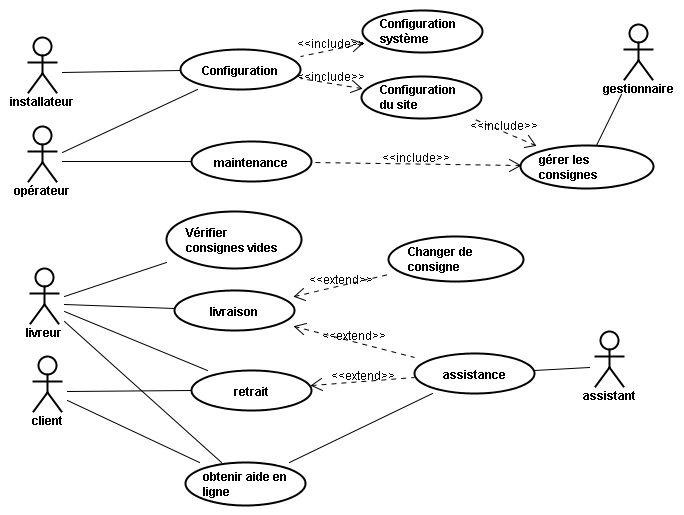 Configuration
système
<<include>>
installateur
Configuration
<<include>>
Configuration
du site
gestionnaire
<<include>>
opérateur
maintenance
<<include>>
gérer les
consignes
Vérifier
consignes vides
Changer de
consigne
<<extend>>
livreur
livraison
<<extend>>
client
retrait
<<extend>>
assistance
assistant
obtenir aide en
ligne